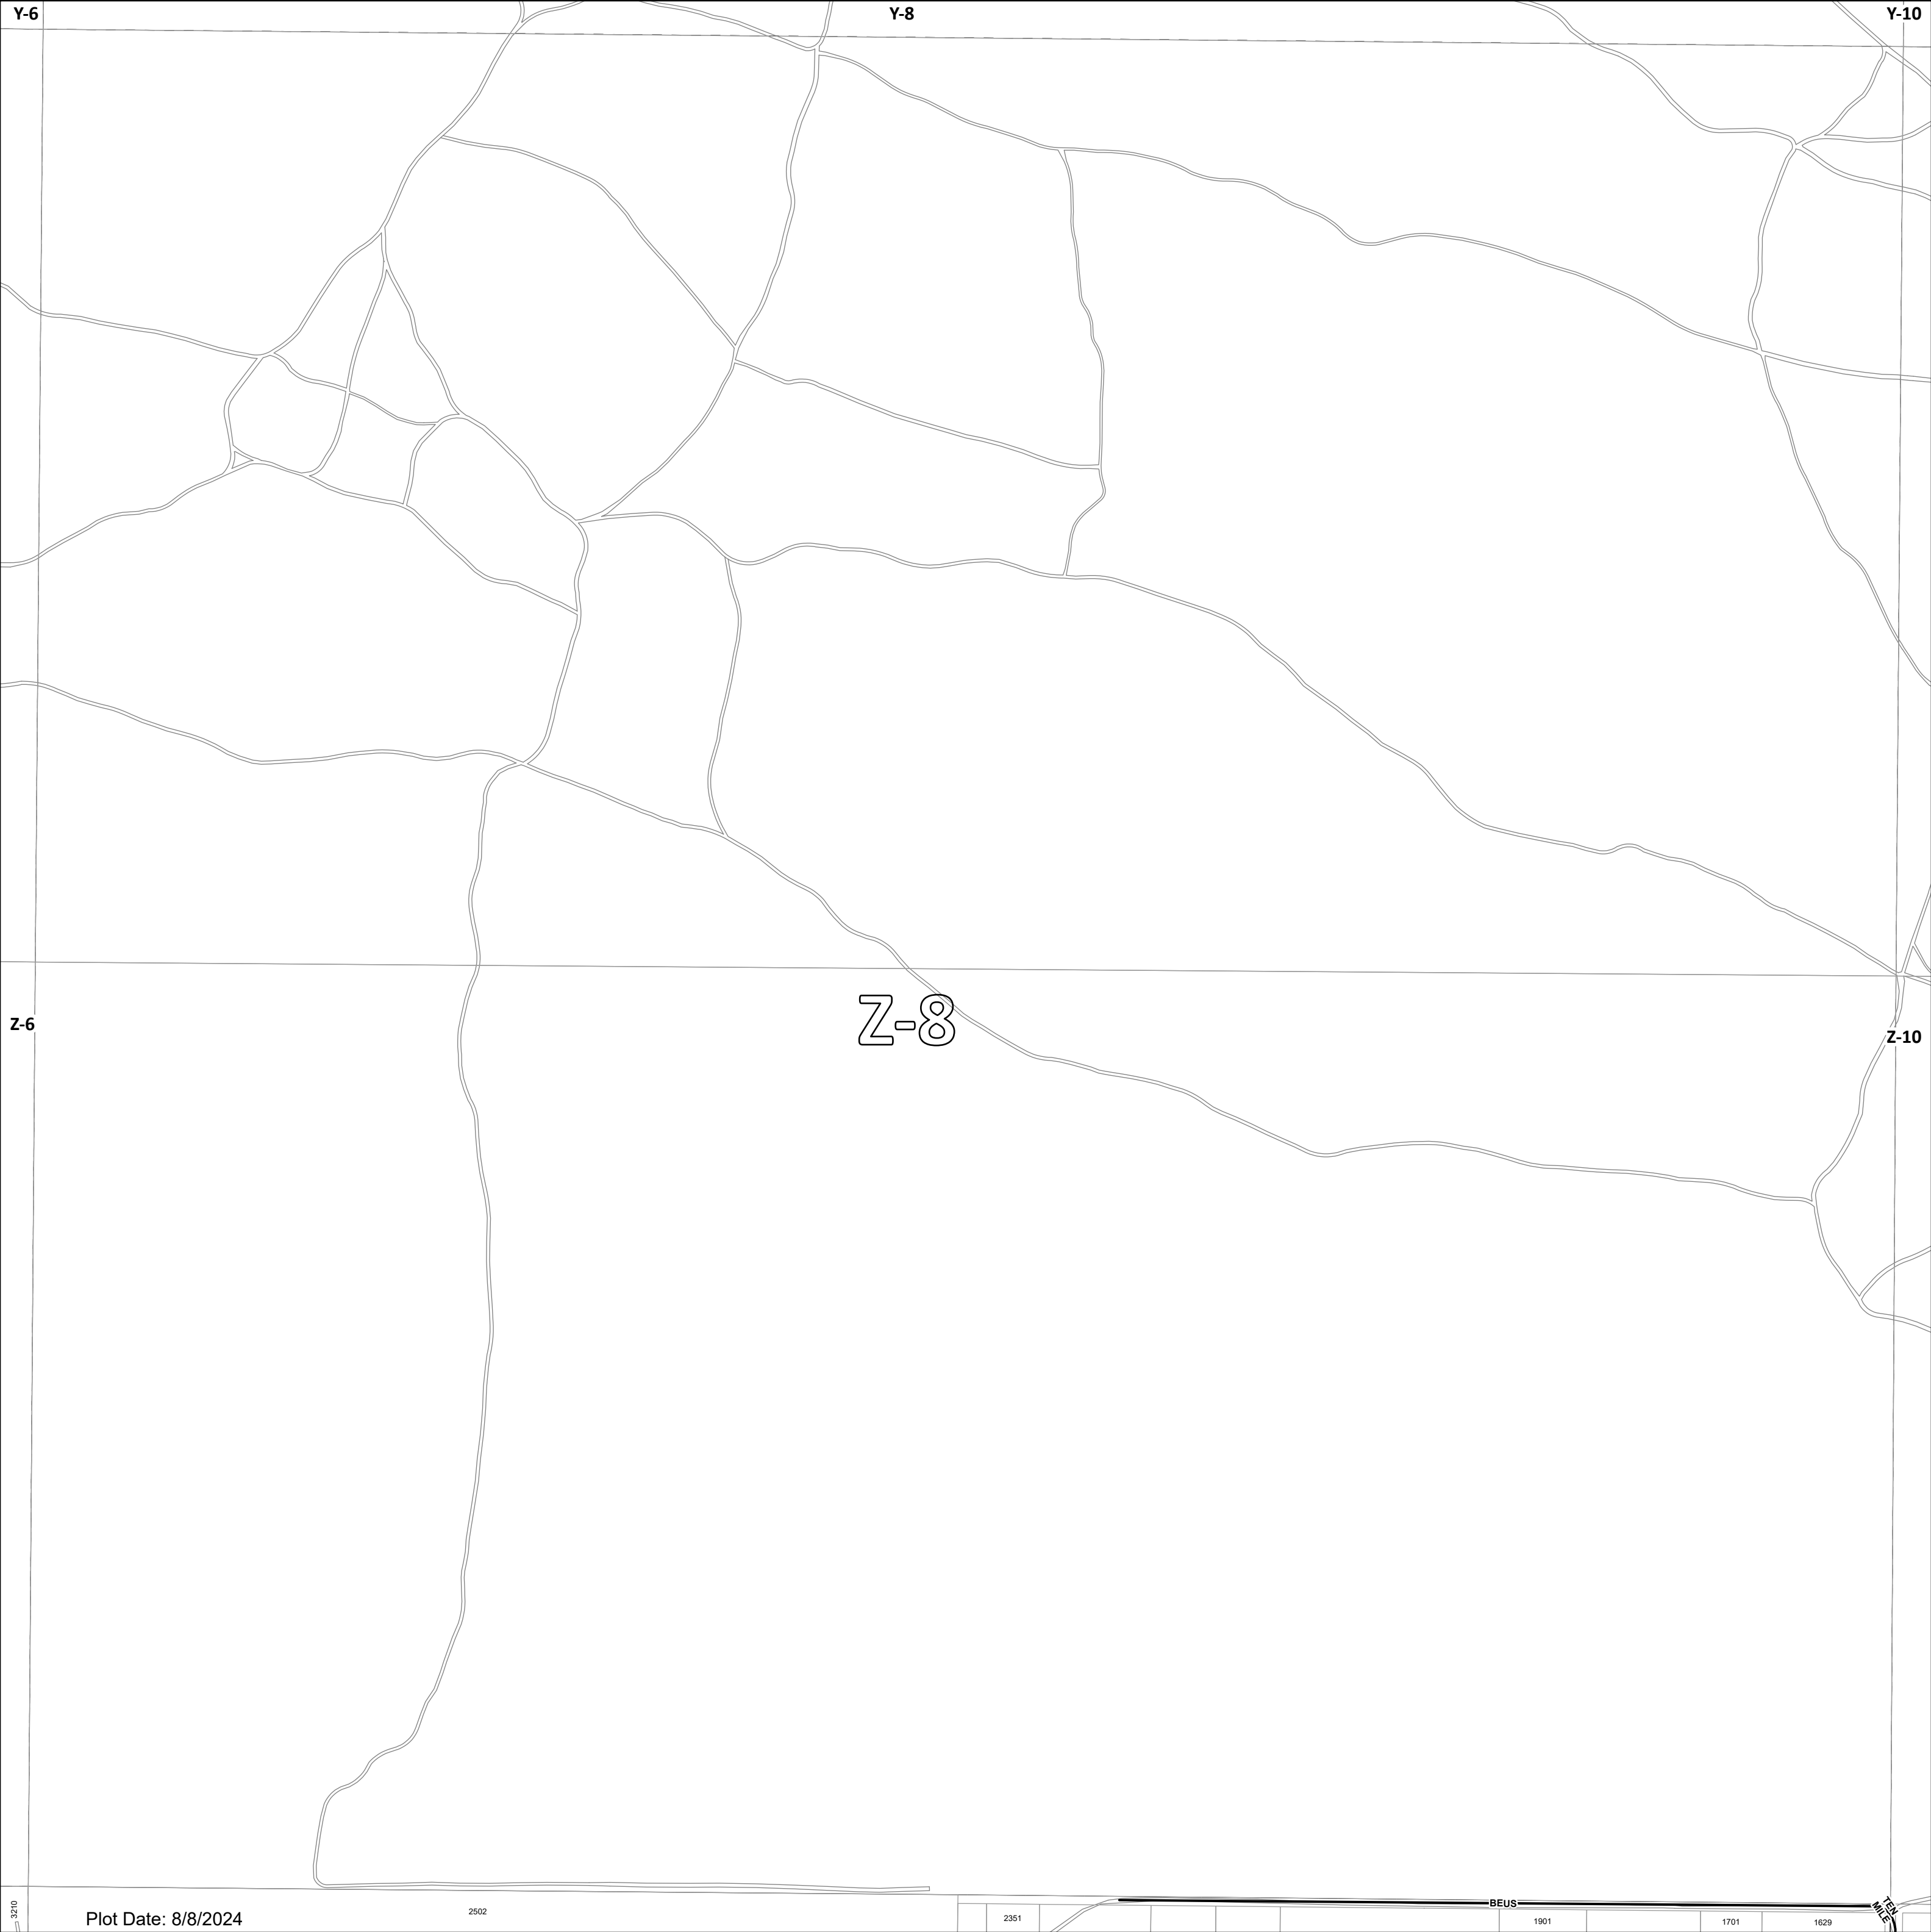 Y-6
Y-8
Y-10
Z-6
Z-8
Z-10
3210
Plot Date: 8/8/2024
2502
2351
BEUS
1901
1701
1629
TEN
MILE